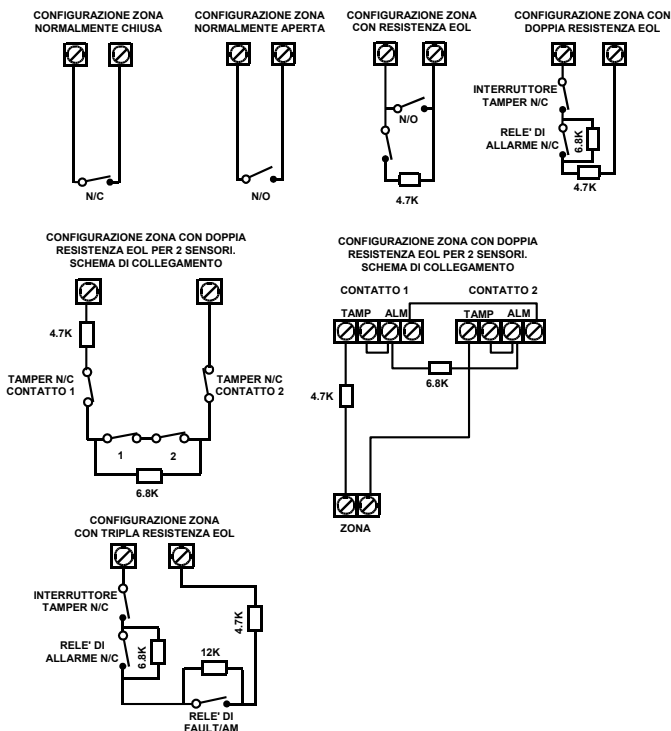 CONFIGURAZIONE ZONA
NORMALMENTE CHIUSA
N/C
CONFIGURAZIONE ZONA
NORMALMENTE APERTA
N/O
CONFIGURAZIONE ZONA
CON RESISTENZA EOL
N/O
4.7K
CONFIGURAZIONE ZONA CON
DOPPIA RESISTENZA EOL
INTERRUTTORE
TAMPER N/C
RELE' DI
ALLARME N/C
6.8K
4.7K
CONFIGURAZIONE ZONA CON DOPPIA
RESISTENZA EOL PER 2 SENSORI.
SCHEMA DI COLLEGAMENTO
4.7K
TAMPER N/C
CONTATTO 1
TAMPER N/C
CONTATTO 2
1 2
6.8K
CONFIGURAZIONE ZONA CON DOPPIA
RESISTENZA EOL PER 2 SENSORI.
SCHEMA DI COLLEGAMENTO
CONTATTO 1 CONTATTO 2
TAMP ALM TAMP ALM
6.8K
4.7K
ZONA
CONFIGURAZIONE ZONA
CON TRIPLA RESISTENZA EOL
INTERRUTTORE
TAMPER N/C
RELE' DI
ALLARME N/C
6.8K
4.7K
12K
RELE' DI
FAULT/AM